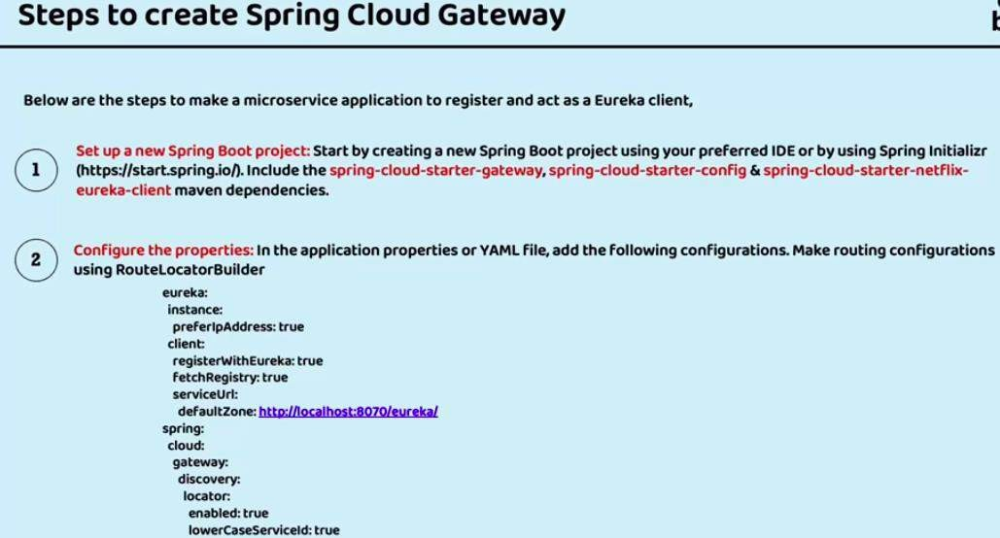 Steps to create Spring Cloud Gateway
Below are the steps to make a microservice application to register and act as a Eureka client,
1
Set up a new Spring Boot project: Start by creating a new Spring Boot project using your preferred IDE or by using Spring Initializr
(https://start.spring.io/). Include the spring-cloud-starter-gateway, spring-cloud-starter-config & spring-cloud-starter-netflix-
eureka-client maven dependencies.
2
Configure the properties: In the application properties or YAML file, add the following configurations. Make routing configurations
using RouteLocatorBuilder
eureka:
instance:
preferIpAddress: true
client:
registerWithEureka: true
fetchRegistry: true
serviceUrl:
defaultZone: http://localhost:8070/eureka/
spring:
cloud:
gateway:
discovery:
locator:
enabled: true
lowerCaseServiceId: true